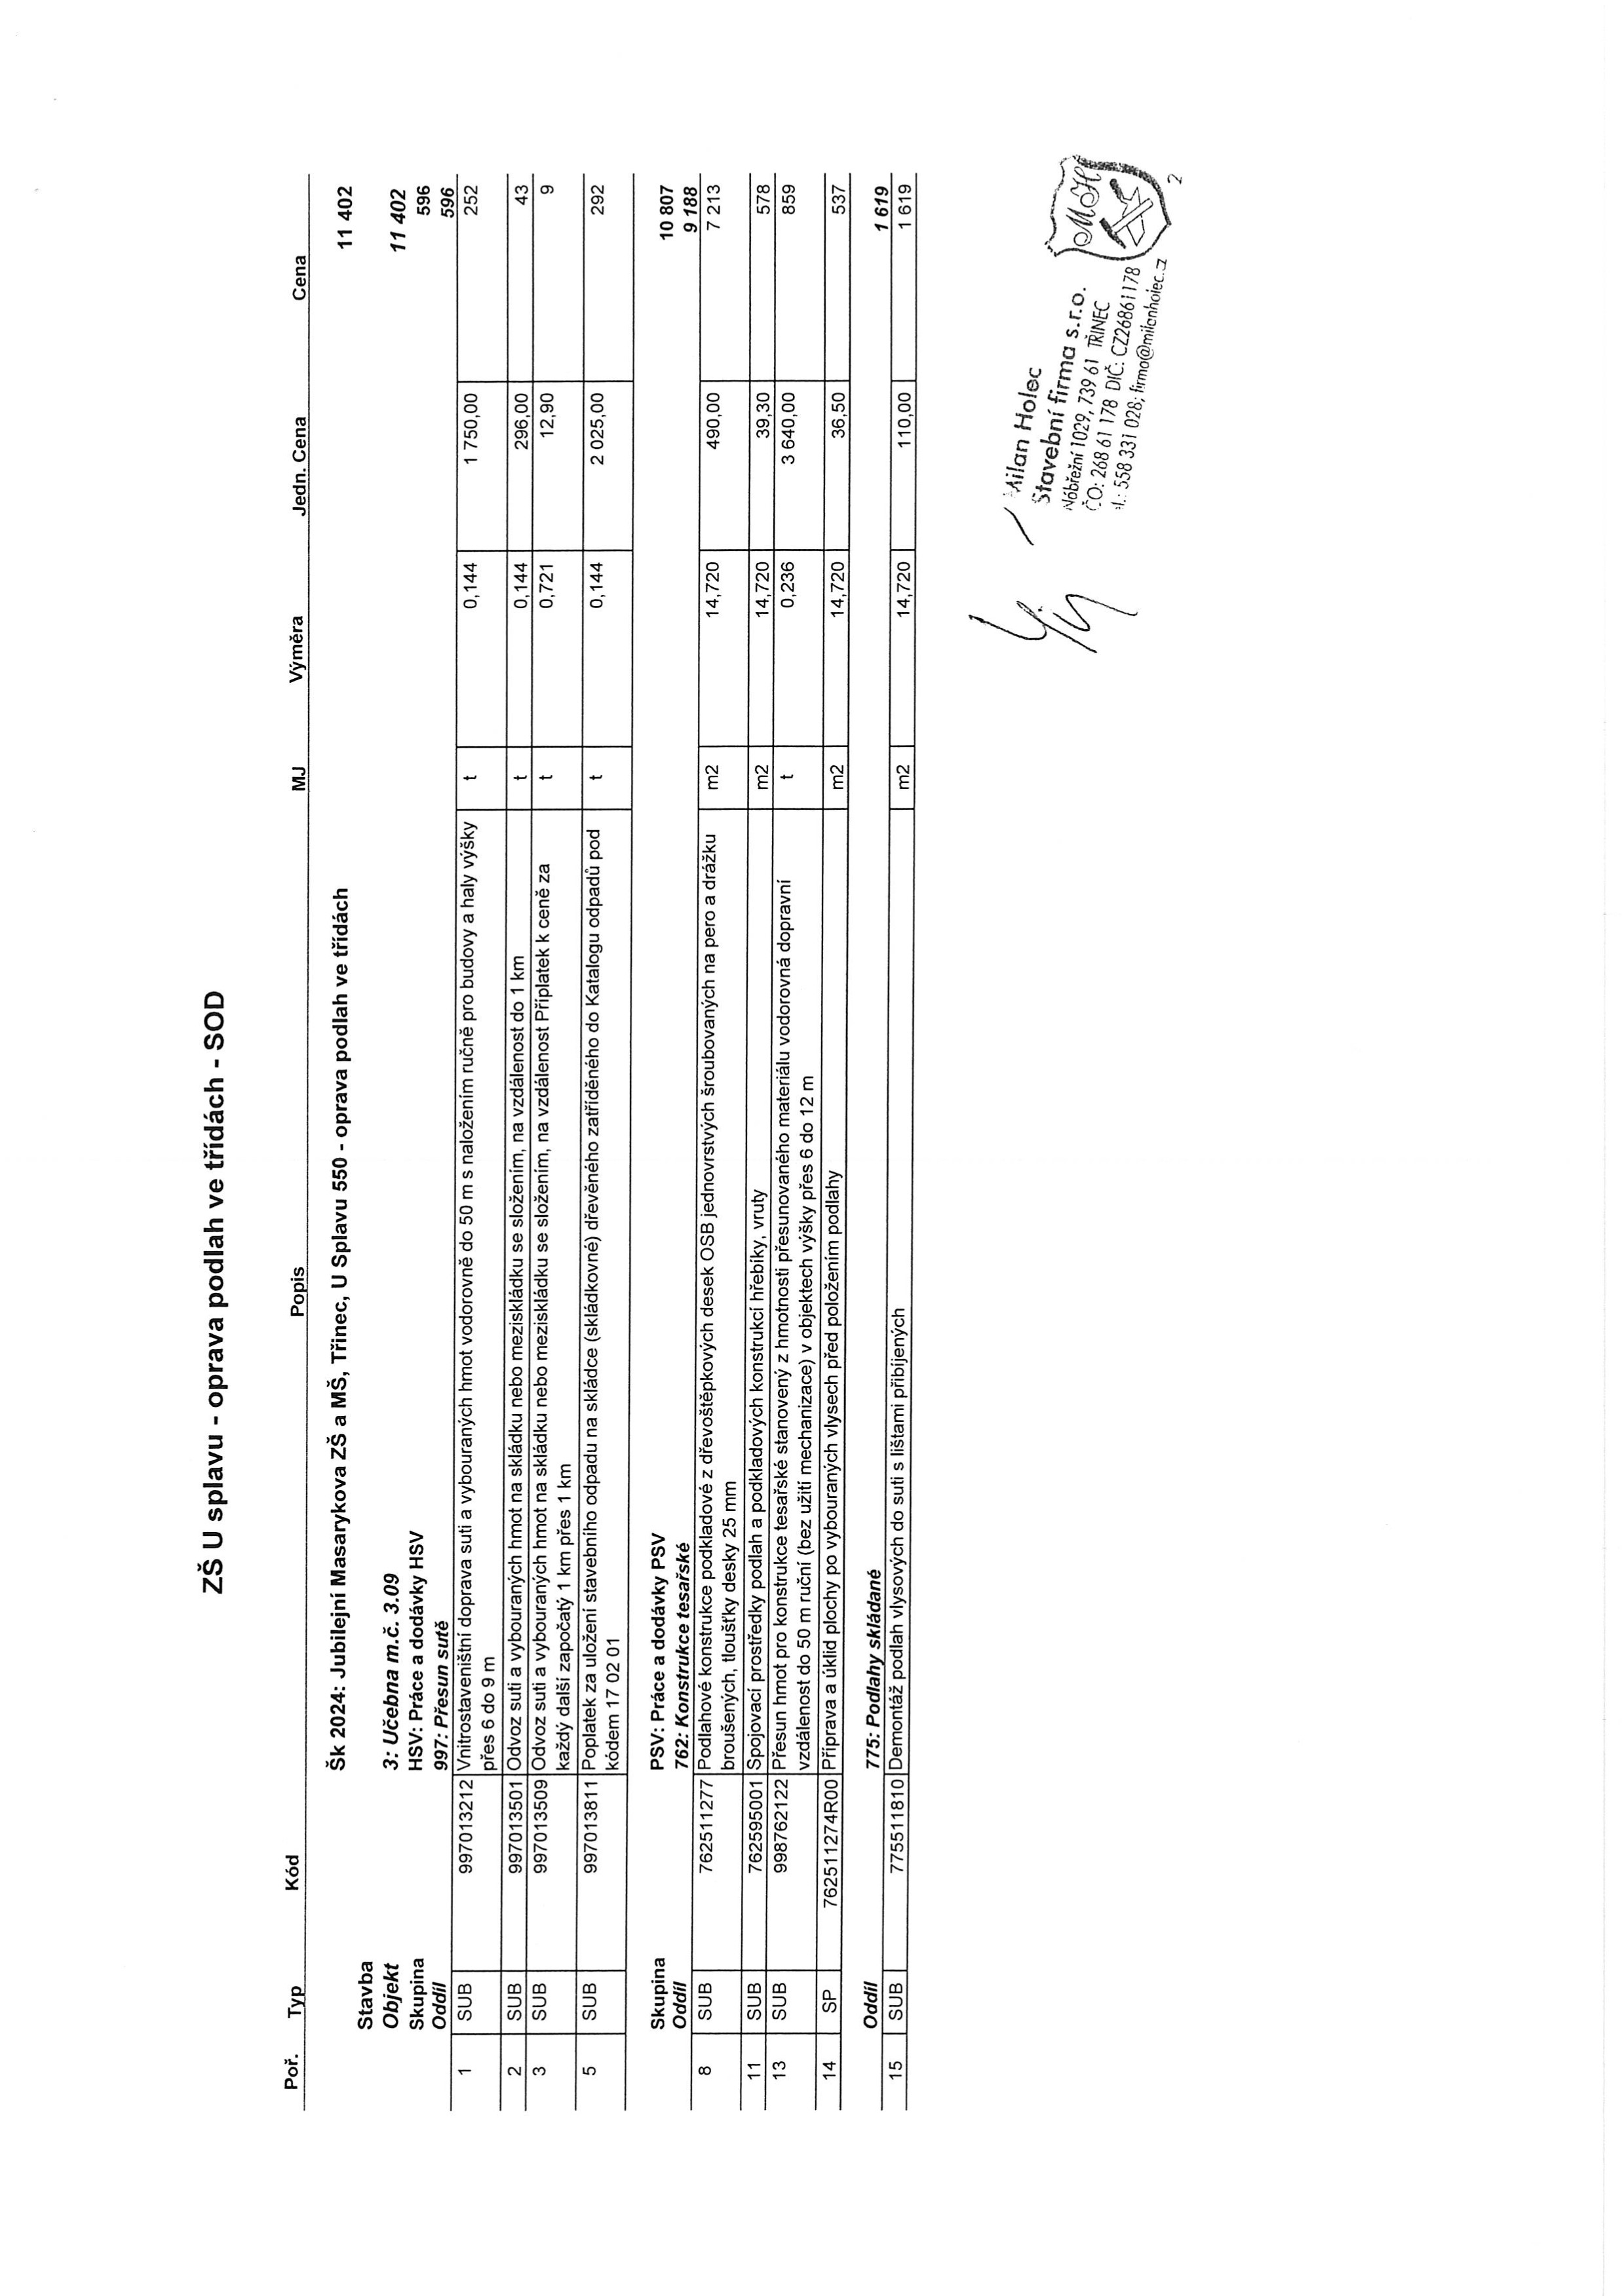 ZŠ U splavu - oprava podlah ve třídách - SOD
Poř. Typ Kód Popis MJ Výměra Jedn. Cena Cena
Stavba Šk 2024: Jubilejní Masarykova ZŠ a MŠ, Třinec, U Splavu 550 - oprava podlah ve třídách 11 402
Objekt 3: Učebna m.č. 3.09 11 402
Skupina HSV: Práce a dodávky HSV 596
Oddíl 997: Přesun sutě 596
1 SUB 997013212 Vnitrostaveništní doprava suti a vybouraných hmot vodorovně do 50 m s naložením ručně pro budovy a haly výšky t 0,144 1 750,00 252
přes 6 do 9 m
2 SUB 997013501 Odvoz suti a vybouraných hmot na skládku nebo meziskládku se složením, na vzdálenost do 1 km t 0,144 296,00 43
3 SUB 997013509 Odvoz suti a vybouraných hmot na skládku nebo meziskládku se složením, na vzdálenost Příplatek k ceně za t 0,721 12,90 9
každý další započatý 1 km přes 1 km
5 SUB 997013811 Poplatek za uložení stavebního odpadu na skládce (skládkovné) dřevěného zatříděného do Katalogu odpadů pod t 0,144 2 025,00 292
kódem 17 02 01
Skupina PSV: Práce a dodávky PSV 10 807
Oddíl 762: Konstrukce tesařské 9 188
8 SUB 762511277 Podlahové konstrukce podkladové z dřevoštěpkových desek OSB jednovrstvých šroubovaných na pero a drážku m2 14,720 490,00 7 213
broušených, tloušťky desky 25 mm
11 SUB 762595001 Spojovací prostředky podlah a podkladových konstrukcí hřebíky, vruty m2 14,720 39,30 578
13 SUB 998762122 Přesun hmot pro konstrukce tesařské stanovený z hmotnosti přesunovaného materiálu vodorovná dopravní t 0,236 3 640,00 859
vzdálenost do 50 m ruční (bez užití mechanizace) v objektech výšky přes 6 do 12 m
14 SP 762511274R00 Příprava a úklid plochy po vybouraných vlysech před položením podlahy m2 14,720 36,50 537
Oddíl 775: Podlahy skládané 1 619
15 SUB 775511810 Demontáž podlah vlysových do suti s lištami přibíjených m2 14,720 110,00 1 619
Milan Holec
Stavební firma s.r.o.
Nábřežní 1029, 739 61 TŘINEC
IČO: 268 61 178 DIČ: CZ26861178
tel.: 558 331 028; firma@milanholec.cz
MH
2